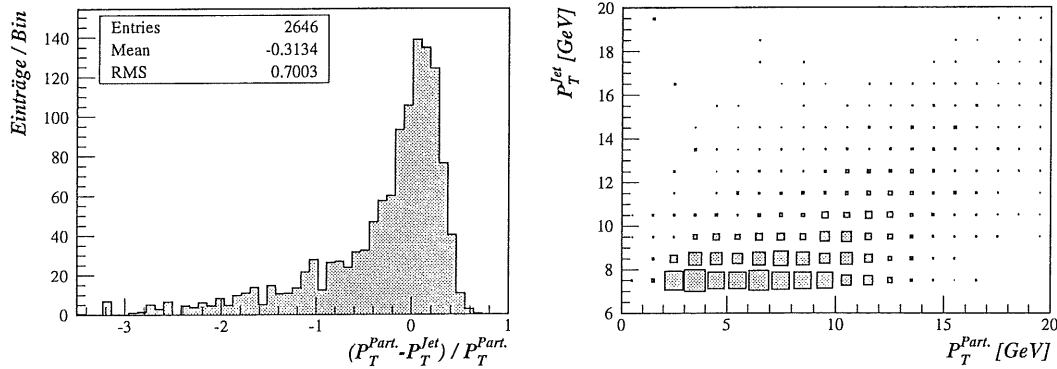 Einträge / Bin
Entries 2646
Mean -0.3134
RMS 0.7003
140
120
100
80
60
40
20
0
-3 -2 -1 0 1
(P_T^Part.-P_T^Jet) / P_T^Part.
P_T^Jet [GeV]
20
18
16
14
12
10
8
6
0 5 10 15 20
P_T^Part. [GeV]